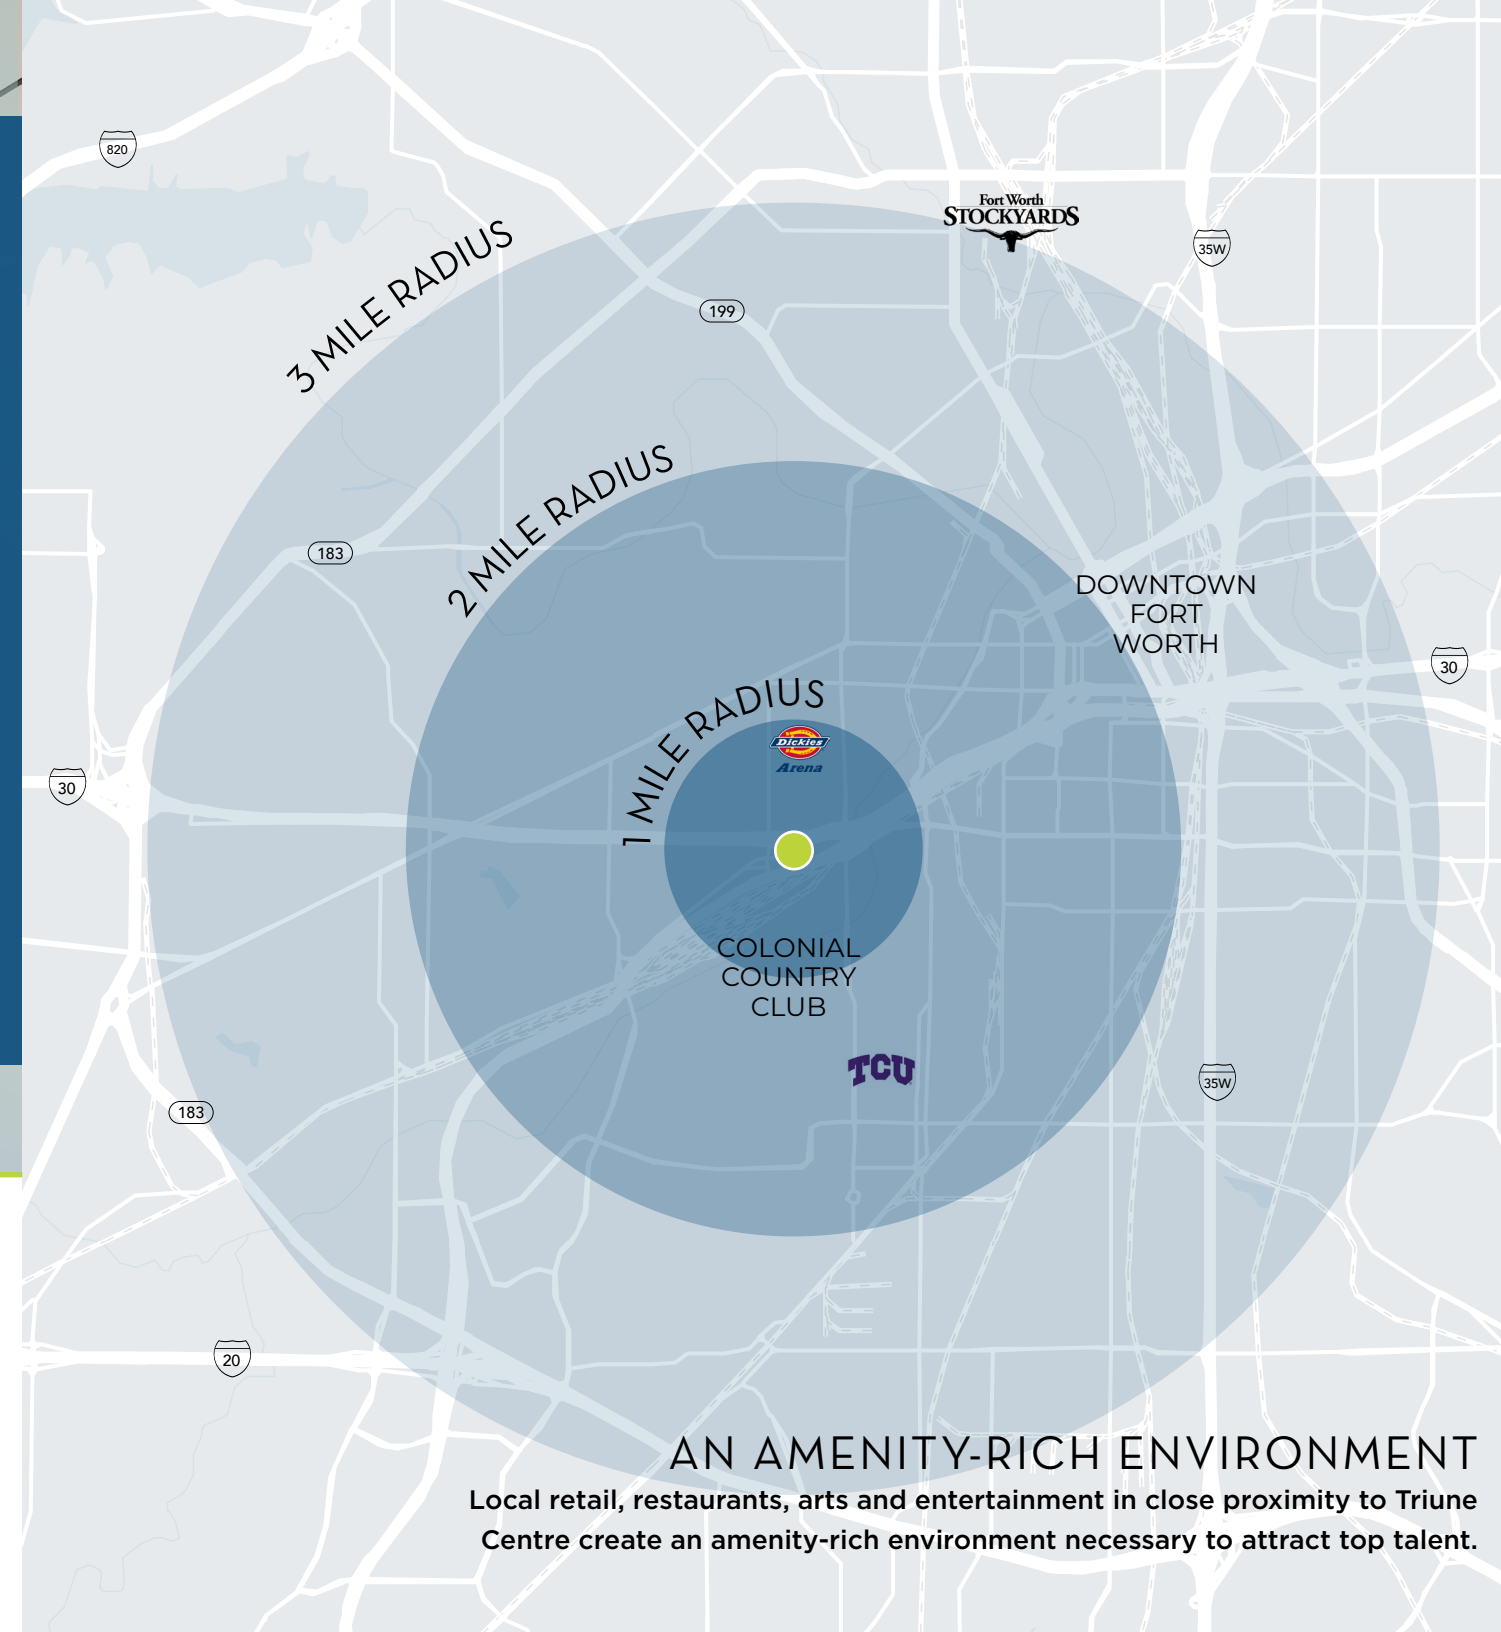 820
Fort Worth
STOCKYARDS
35W
3 MILE RADIUS
199
2 MILE RADIUS
183
DOWNTOWN
FORT
WORTH
30
1 MILE RADIUS
Dickies
Arena
30
COLONIAL
COUNTRY
CLUB
TCU
35W
183
20
AN AMENITY-RICH ENVIRONMENT
Local retail, restaurants, arts and entertainment in close proximity to Triune
Centre create an amenity-rich environment necessary to attract top talent.